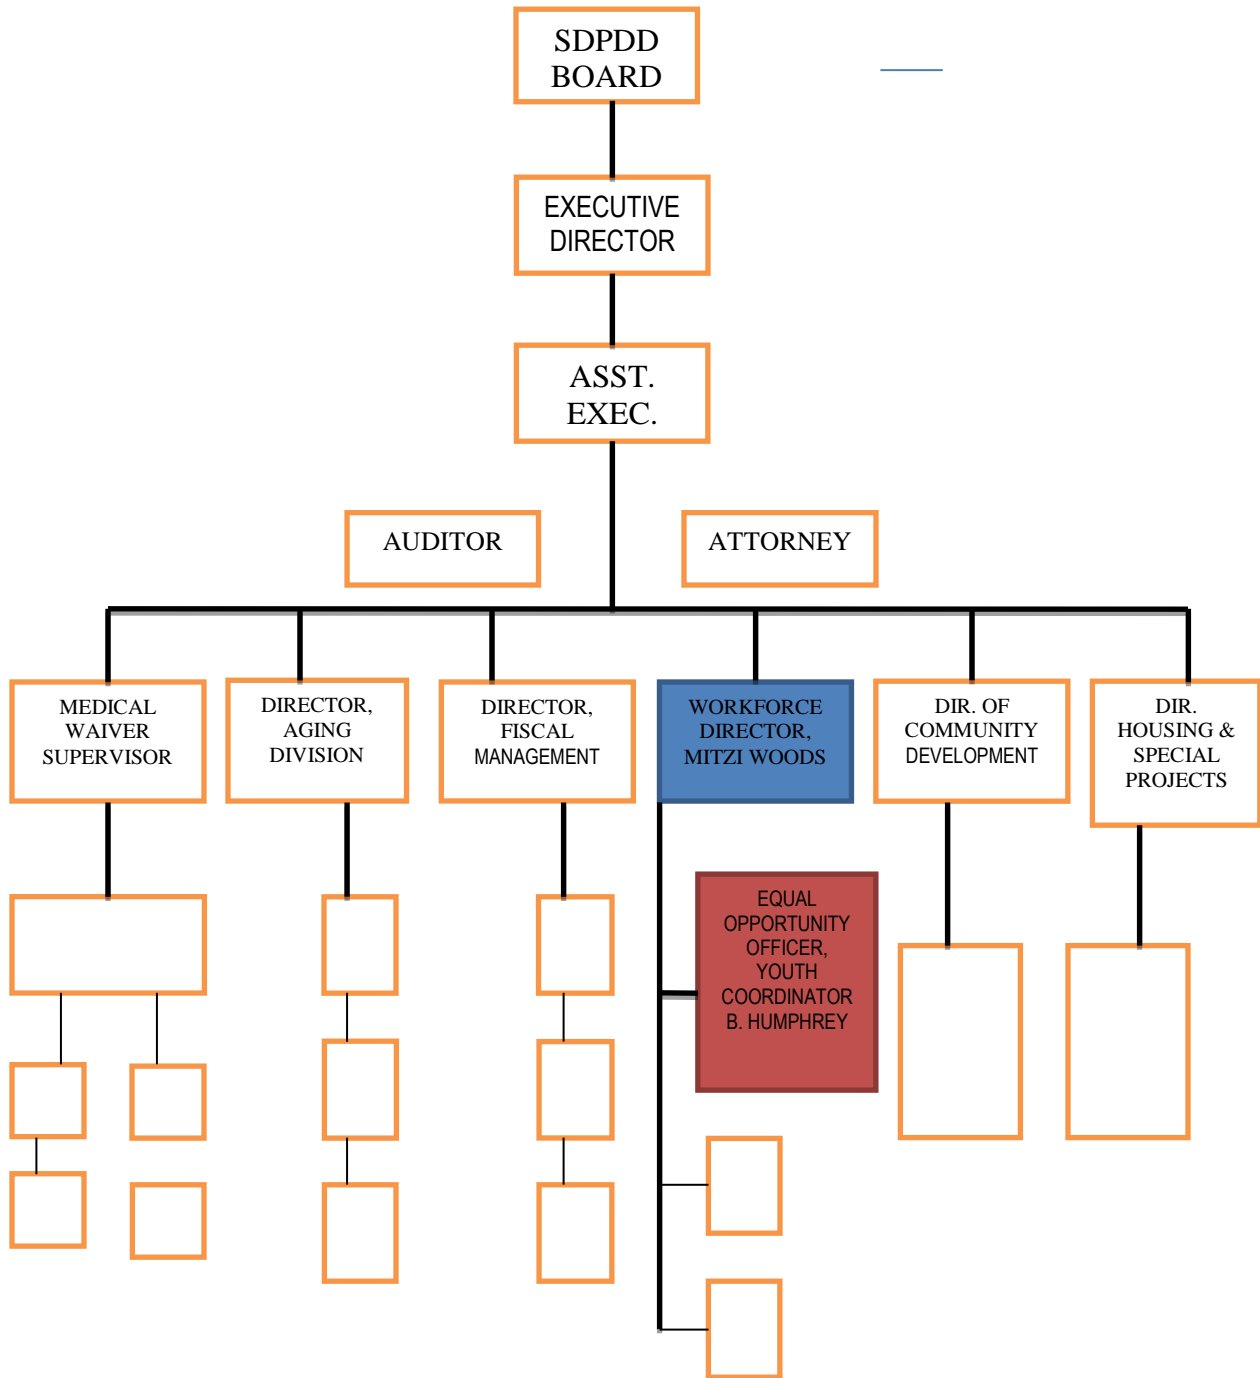 SDPDD
BOARD
EXECUTIVE
DIRECTOR
ASST.
EXEC.
AUDITOR
ATTORNEY
MEDICAL
WAIVER
SUPERVISOR
DIRECTOR,
AGING
DIVISION
DIRECTOR,
FISCAL
MANAGEMENT
WORKFORCE
DIRECTOR,
MITZI WOODS
DIR. OF
COMMUNITY
DEVELOPMENT
DIR.
HOUSING &
SPECIAL
PROJECTS
EQUAL
OPPORTUNITY
OFFICER,
YOUTH
COORDINATOR
B. HUMPHREY